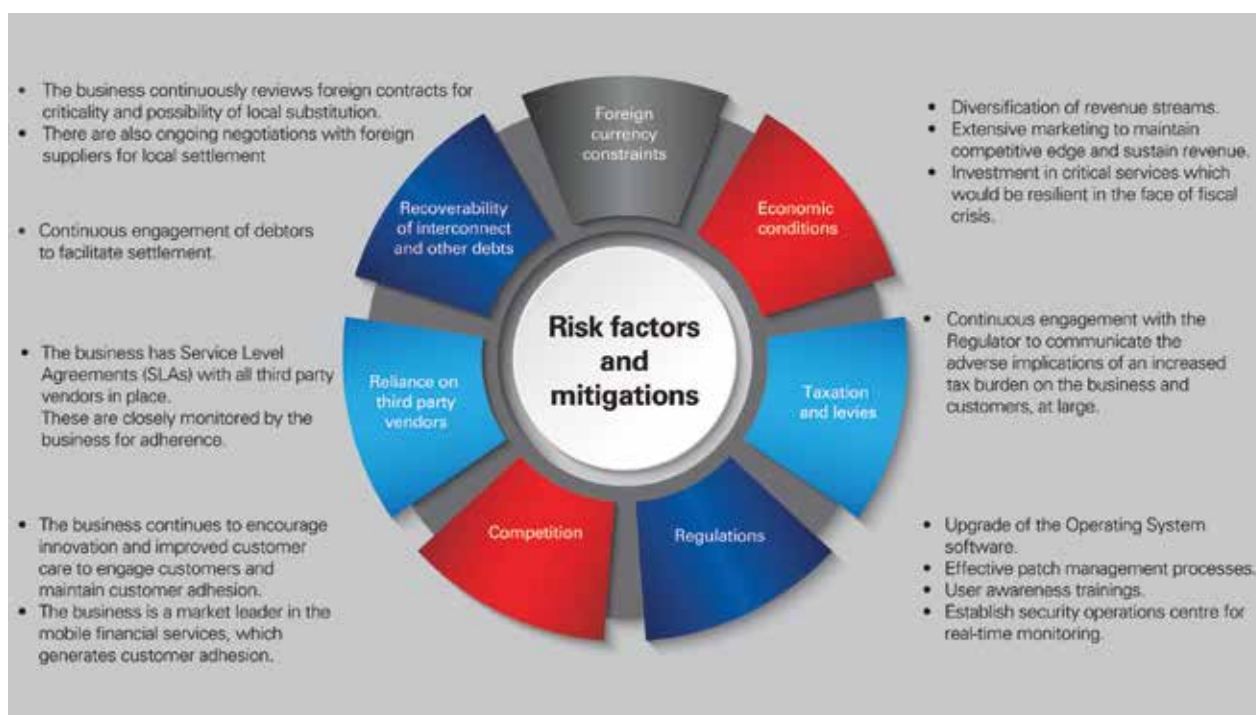 • The business continuously reviews foreign contracts for
criticality and possibility of local substitution.
• There are also ongoing negotiations with foreign
suppliers for local settlement
• Continuous engagement of debtors
to facilitate settlement.
• The business has Service Level
Agreements (SLAs) with all third party
vendors in place.
These are closely monitored by the
business for adherence.
• The business continues to encourage
innovation and improved customer
care to engage customers and
maintain customer adhesion.
• The business is a market leader in the
mobile financial services, which
generates customer adhesion.
Foreign
currency
constraints
Recoverability
of interconnect
and other debts
Economic
conditions
Risk factors
and
mitigations
Reliance on
third party
vendors
Taxation
and levies
Competition
Regulations
• Diversification of revenue streams.
• Extensive marketing to maintain
competitive edge and sustain revenue.
• Investment in critical services which
would be resilient in the face of fiscal
crisis.
• Continuous engagement with the
Regulator to communicate the
adverse implications of an increased
tax burden on the business and
customers, at large.
• Upgrade of the Operating System
software.
• Effective patch management processes.
• User awareness trainings.
• Establish security operations centre for
real-time monitoring.